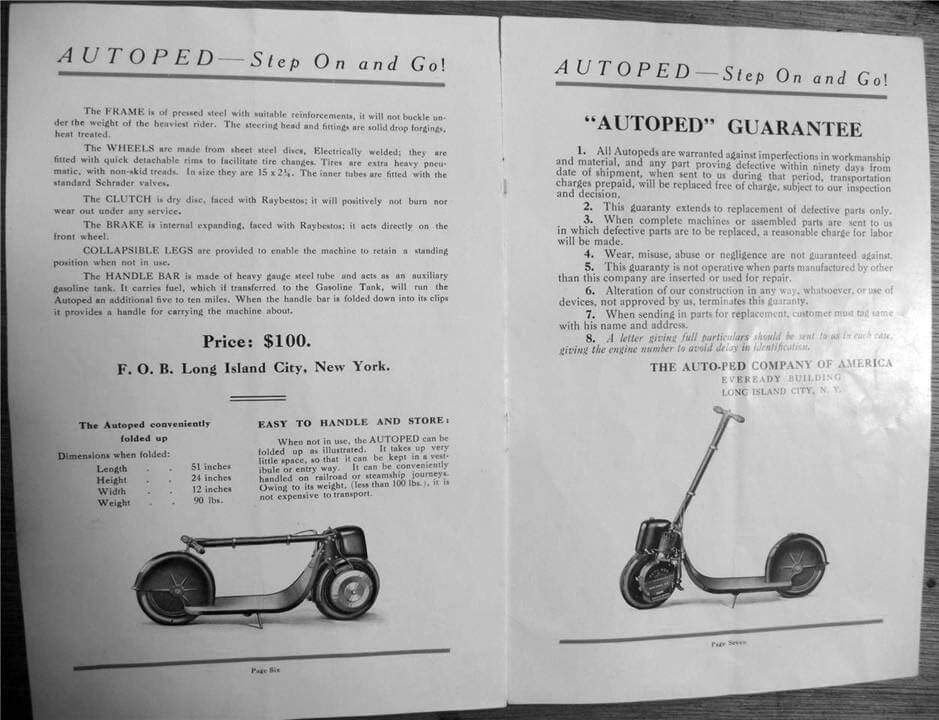 AUTOPED — Step On and Go!
The FRAME is of pressed steel with suitable reinforcements, it will not buckle un-
der the weight of the heaviest rider. The steering head and fittings are solid drop forgings,
heat treated.
The WHEELS are made from sheet steel discs, Electrically welded; they are
fitted with quick detachable rims to facilitate tire changes. Tires are extra heavy pneu-
matic, with non-skid treads. In size they are 15 x 2¼. The inner tubes are fitted with the
standard Schrader valves.
The CLUTCH is dry disc, faced with Raybestos; it will positively not burn nor
wear out under any service.
The BRAKE is internal expanding, faced with Raybestos; it acts directly on the
front wheel.
COLLAPSIBLE LEGS are provided to enable the machine to retain a standing
position when not in use.
The HANDLE BAR is made of heavy gauge steel tube and acts as an auxiliary
gasoline tank. It carries fuel, which if transferred to the Gasoline Tank, will run the
Autoped an additional five to ten miles. When the handle bar is folded down into its clips
it provides a handle for carrying the machine about.
Price: $100.
F. O. B. Long Island City, New York.
The Autoped conveniently
folded up
Dimensions when folded:
Length . . 51 inches
Height . . 24 inches
Width . . 12 inches
Weight . . 90 lbs.
EASY TO HANDLE AND STORE:
When not in use, the AUTOPED can be
folded up as illustrated. It takes up very
little space, so that it can be kept in a vest-
ibule or entry way. It can be conveniently
handled on railroad or steamship journeys.
Owing to its weight, (less than 100 lbs.), it is
not expensive to transport.
Page Six
AUTOPED — Step On and Go!
"AUTOPED" GUARANTEE
1. All Autopeds are warranted against imperfections in workmanship
and material, and any part proving defective within ninety days from
date of shipment, when sent to us during that period, transportation
charges prepaid, will be replaced free of charge, subject to our inspection
and decision.
2. This guaranty extends to replacement of defective parts only.
3. When complete machines or assembled parts are sent to us
in which defective parts are to be replaced, a reasonable charge for labor
will be made.
4. Wear, misuse, abuse or negligence are not guaranteed against.
5. This guaranty is not operative when parts manufactured by other
than this company are inserted or used for repair.
6. Alteration of our construction in any way, whatsoever, or use of
devices, not approved by us, terminates this guaranty.
7. When sending in parts for replacement, customer must tag same
with his name and address.
8. A letter giving full particulars should be sent to us in each case,
giving the engine number to avoid delay in identification.
THE AUTO-PED COMPANY OF AMERICA
EVEREADY BUILDING
LONG ISLAND CITY, N. Y.
Page Seven